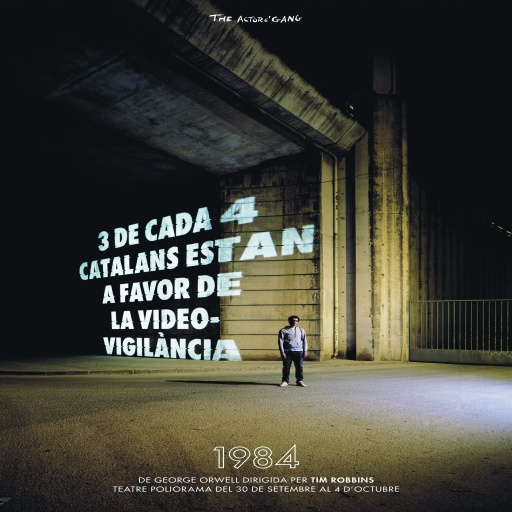 THE ACTORS' GANG
3 DE CADA 4
CATALANS ESTAN
A FAVOR DE
LA VIDEO-
VIGILÀNCIA
1984
DE GEORGE ORWELL DIRIGIDA PER TIM ROBBINS
TEATRE POLIORAMA DEL 30 DE SETEMBRE AL 4 D'OCTUBRE